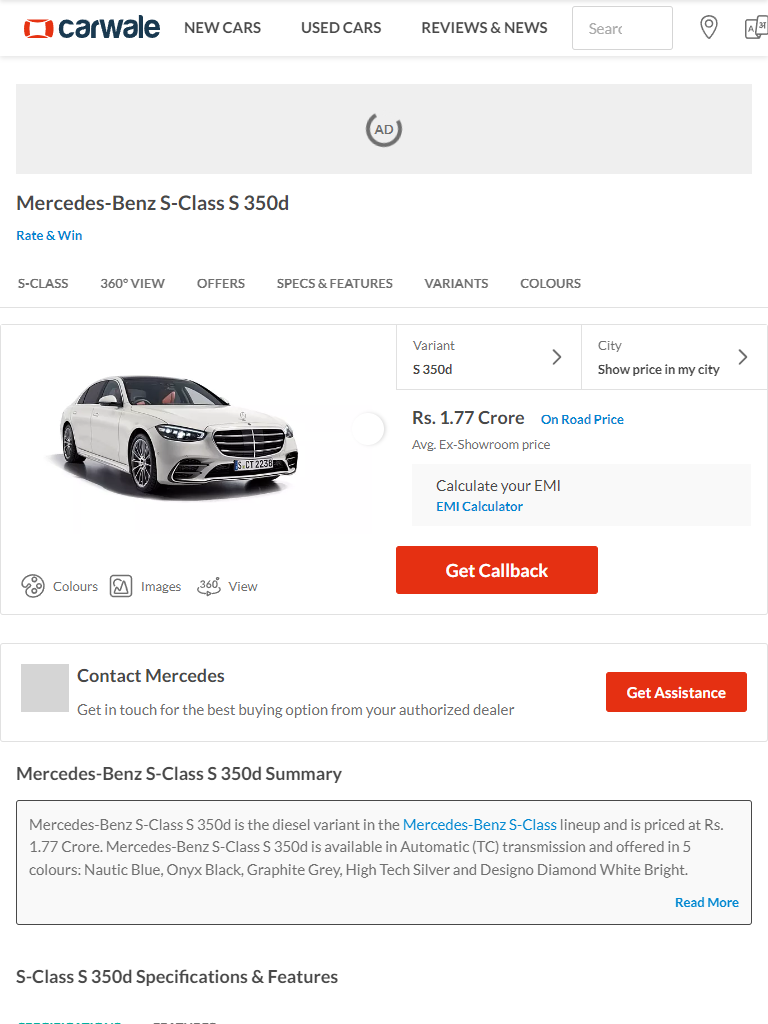 carwale NEW CARS USED CARS REVIEWS & NEWS Searc A अ
AD
Mercedes-Benz S-Class S 350d
Rate & Win
S-CLASS 360° VIEW OFFERS SPECS & FEATURES VARIANTS COLOURS
Variant
S 350d
City
Show price in my city
Rs. 1.77 Crore On Road Price
Avg. Ex-Showroom price
Calculate your EMI
EMI Calculator
S CT 2238
Get Callback
Colours Images 360° View
Contact Mercedes
Get in touch for the best buying option from your authorized dealer
Get Assistance
Mercedes-Benz S-Class S 350d Summary
Mercedes-Benz S-Class S 350d is the diesel variant in the Mercedes-Benz S-Class lineup and is priced at Rs.
1.77 Crore. Mercedes-Benz S-Class S 350d is available in Automatic (TC) transmission and offered in 5
colours: Nautic Blue, Onyx Black, Graphite Grey, High Tech Silver and Designo Diamond White Bright.
Read More
S-Class S 350d Specifications & Features
SPECIFICATIONS FEATURES